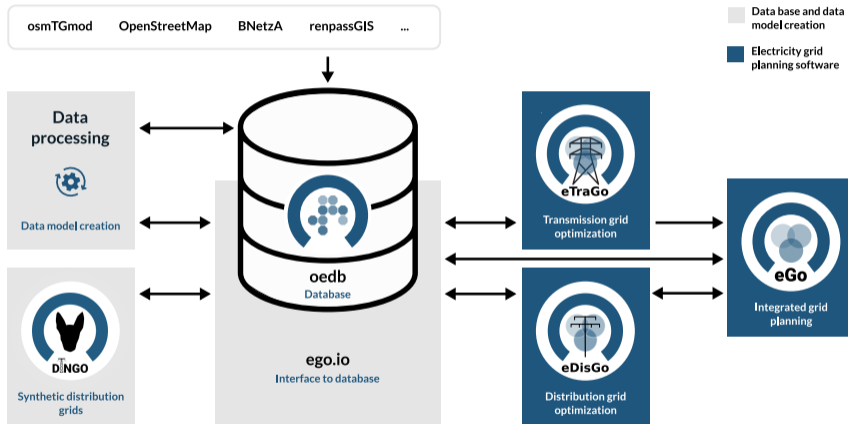 osmTGmod OpenStreetMap BNetzA renpassGIS ...
Data base and data
model creation
Electricity grid
planning software
Data
processing
Data model creation
DINGO
Synthetic distribution
grids
oedb
Database
ego.io
Interface to database
eTraGo
Transmission grid
optimization
eDisGo
Distribution grid
optimization
eGo
Integrated grid
planning